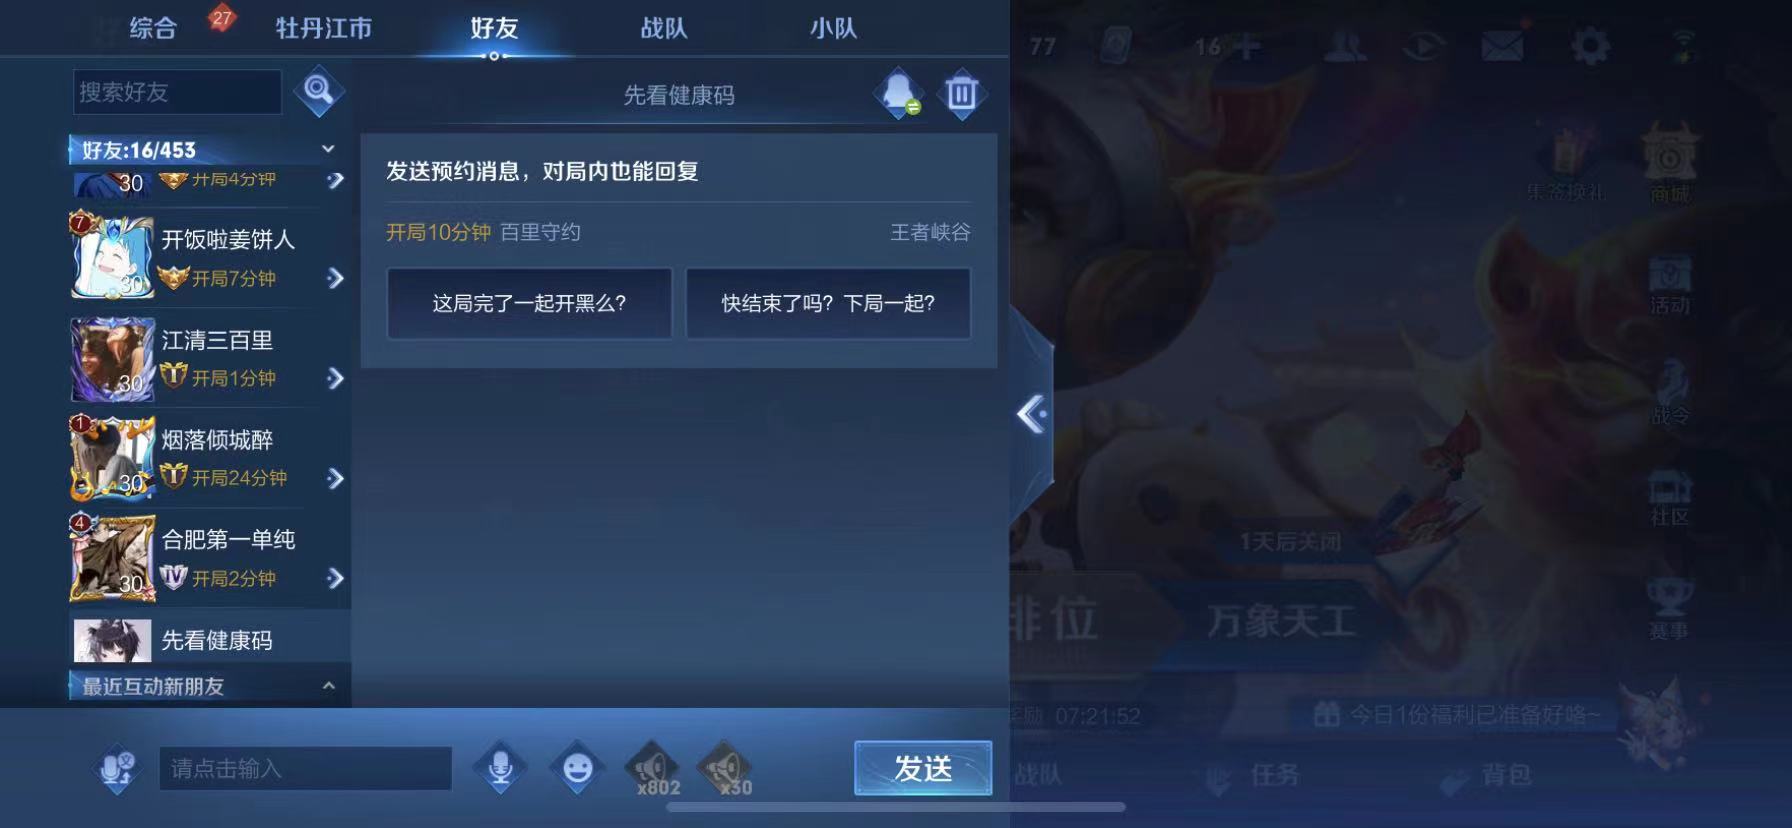 综合
27
牡丹江市
好友
战队
小队
77
16
搜索好友
先看健康码
好友:16/453
30
开局4分钟
7
开饭啦姜饼人
30
开局7分钟
江清三百里
30
I
开局1分钟
1
烟落倾城醉
30
I
开局24分钟
4
合肥第一单纯
30
IV
开局2分钟
先看健康码
最近互动新朋友
发送预约消息，对局内也能回复
开局10分钟 百里守约
王者峡谷
这局完了一起开黑么?
快结束了吗? 下局一起?
请点击输入
x802
x30
发送
商城
活动
战令
社区
赛事
1天后关闭
排位
万象天工
奖励 07:21:52
今日1份福利已准备好咯~
战队
任务
背包